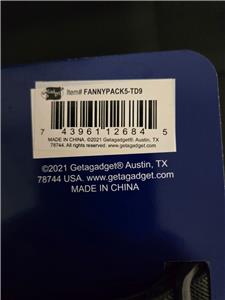 Item# FANNYPACK5-TD9
7 43961 12684 5
MADE IN CHINA, ©2021 Getagadget® Austin, TX
78744. All rights reserved. www.getagadget.com
©2021 Getagadget® Austin, TX
78744 USA. www.getagadget.com
MADE IN CHINA